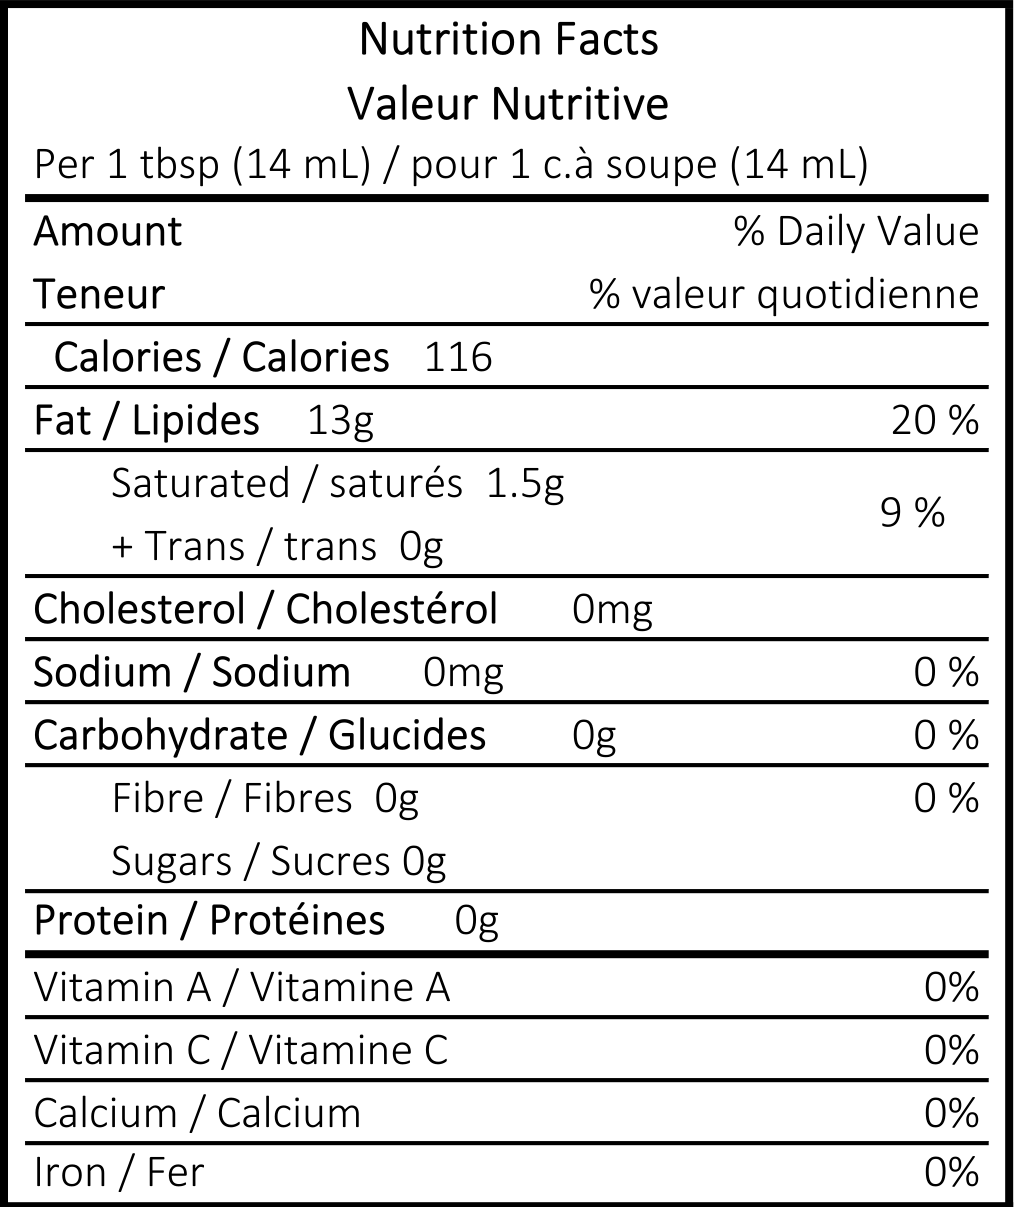 Nutrition Facts
Valeur Nutritive
Per 1 tbsp (14 mL) / pour 1 c.à soupe (14 mL)
Amount % Daily Value
Teneur % valeur quotidienne
Calories / Calories 116
Fat / Lipides 13g 20 %
Saturated / saturés 1.5g
9 %
+ Trans / trans 0g
Cholesterol / Cholestérol 0mg
Sodium / Sodium 0mg 0 %
Carbohydrate / Glucides 0g 0 %
Fibre / Fibres 0g 0 %
Sugars / Sucres 0g
Protein / Protéines 0g
Vitamin A / Vitamine A 0%
Vitamin C / Vitamine C 0%
Calcium / Calcium 0%
Iron / Fer 0%